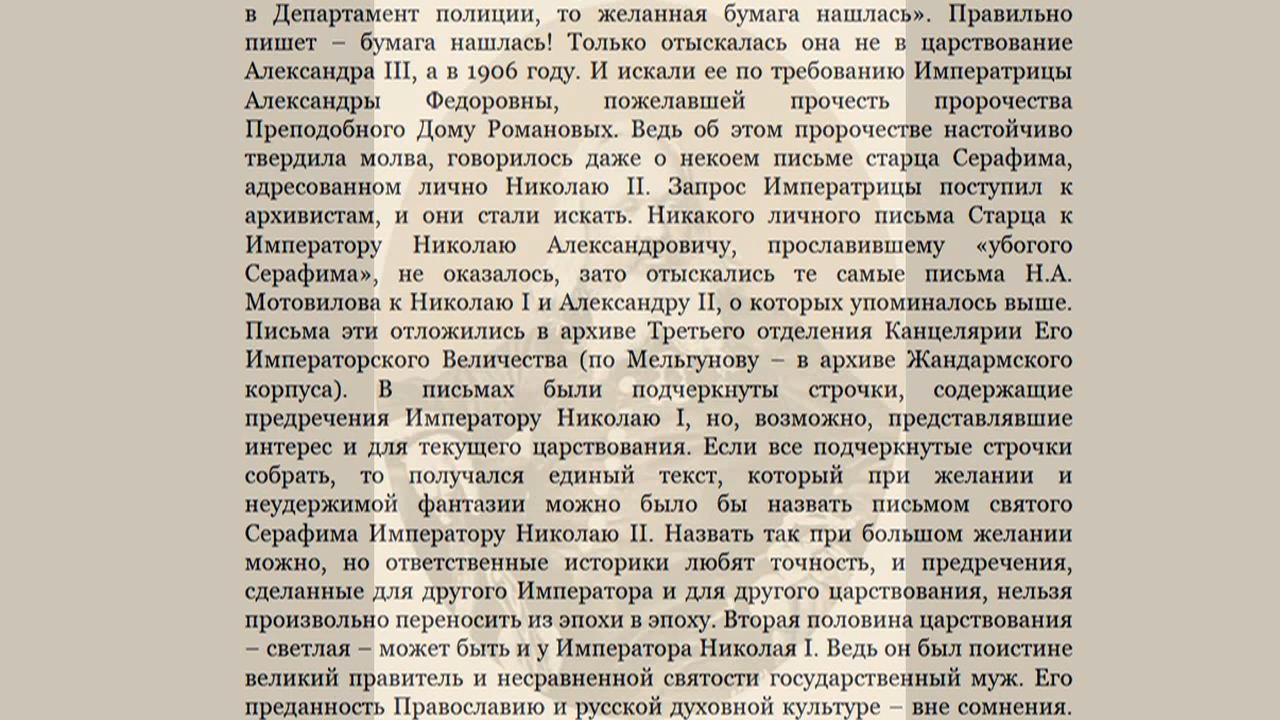 в Департамент полиции, то желанная бумага нашлась». Правильно
пишет – бумага нашлась! Только отыскалась она не в царствование
Александра III, а в 1906 году. И искали ее по требованию Императрицы
Александры Федоровны, пожелавшей прочесть пророчества
Преподобного Дому Романовых. Ведь об этом пророчестве настойчиво
твердила молва, говорилось даже о некоем письме старца Серафима,
адресованном лично Николаю II. Запрос Императрицы поступил к
архивистам, и они стали искать. Никакого личного письма Старца к
Императору Николаю Александровичу, прославившему «убогого
Серафима», не оказалось, зато отыскались те самые письма Н.А.
Мотовилова к Николаю I и Александру II, о которых упоминалось выше.
Письма эти отложились в архиве Третьего отделения Канцелярии Его
Императорского Величества (по Мельгунову – в архиве Жандармского
корпуса). В письмах были подчеркнуты строчки, содержащие
предречения Императору Николаю I, но, возможно, представлявшие
интерес и для текущего царствования. Если все подчеркнутые строчки
собрать, то получался единый текст, который при желании и
неудержимой фантазии можно было бы назвать письмом святого
Серафима Императору Николаю II. Назвать так при большом желании
можно, но ответственные историки любят точность, и предречения,
сделанные для другого Императора и для другого царствования, нельзя
произвольно переносить из эпохи в эпоху. Вторая половина царствования
– светлая – может быть и у Императора Николая I. Ведь он был поистине
великий правитель и несравненной святости государственный муж. Его
преданность Православию и русской духовной культуре – вне сомнения.